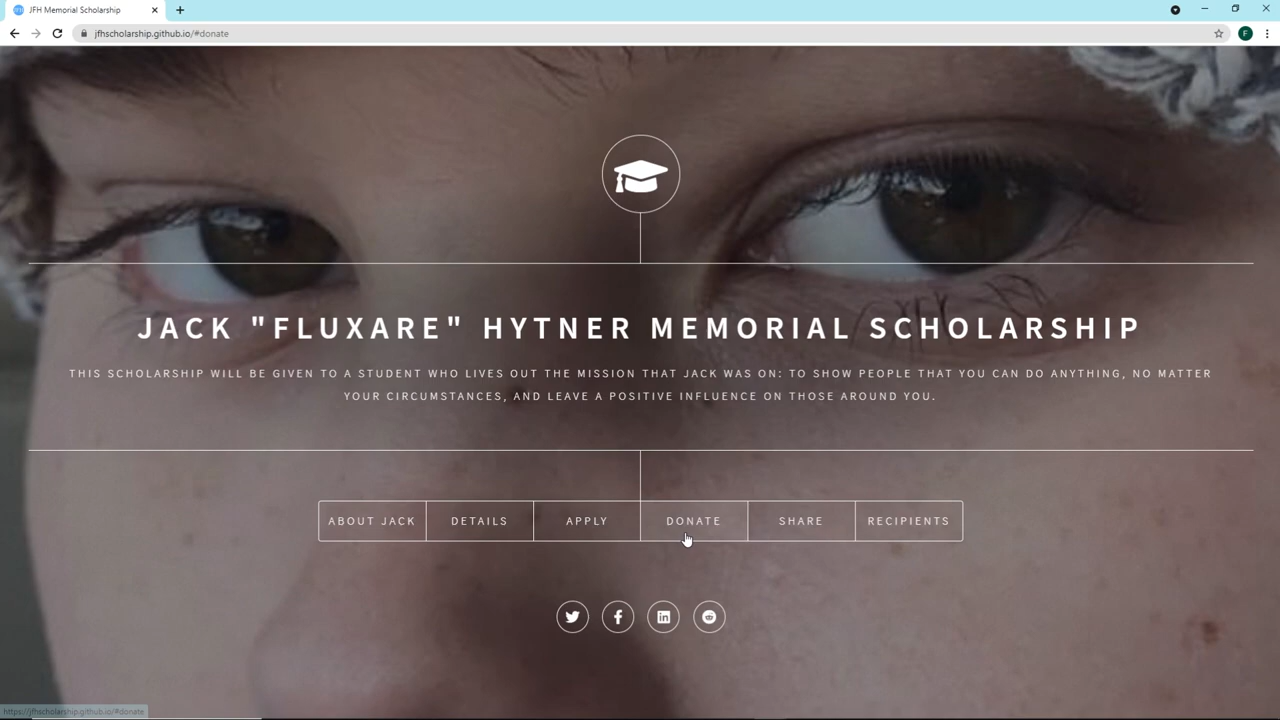 JFH Memorial Scholarship
jfhscholarship.github.io/#donate
F
JACK "FLUXARE" HYTNER MEMORIAL SCHOLARSHIP
THIS SCHOLARSHIP WILL BE GIVEN TO A STUDENT WHO LIVES OUT THE MISSION THAT JACK WAS ON: TO SHOW PEOPLE THAT YOU CAN DO ANYTHING, NO MATTER
YOUR CIRCUMSTANCES, AND LEAVE A POSITIVE INFLUENCE ON THOSE AROUND YOU.
ABOUT JACK DETAILS APPLY DONATE SHARE RECIPIENTS
https://jfhscholarship.github.io/#donate